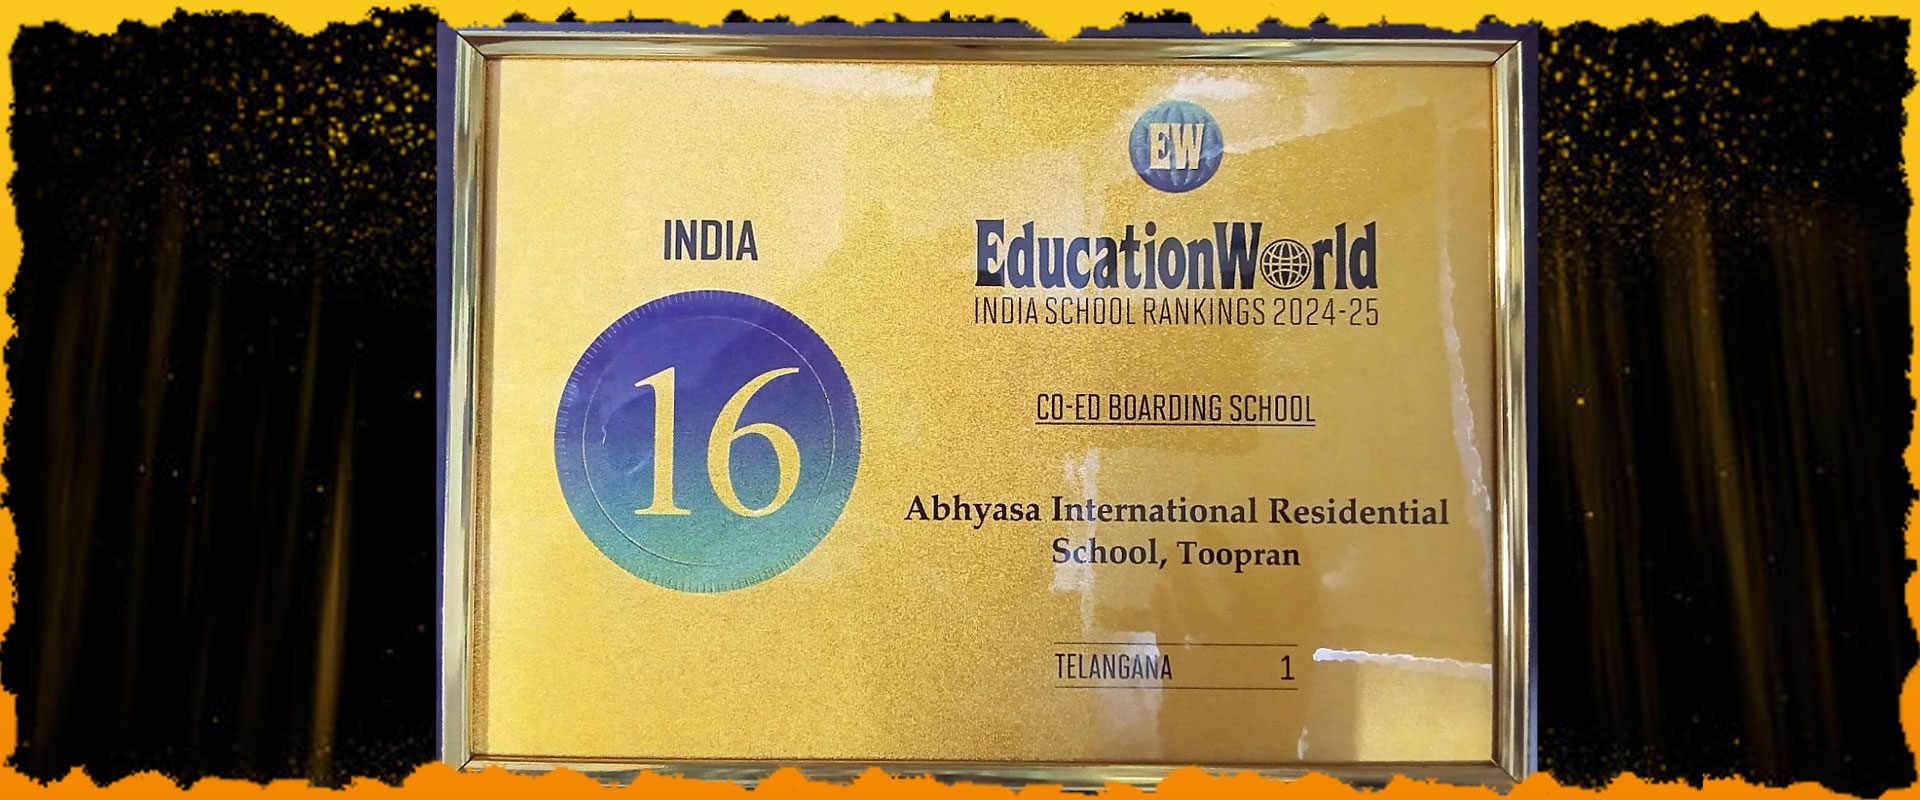 INDIA
16
EW
EducationWorld
INDIA SCHOOL RANKINGS 2024-25
CO-ED BOARDING SCHOOL
Abhyasa International Residential
School, Toopran
TELANGANA 1